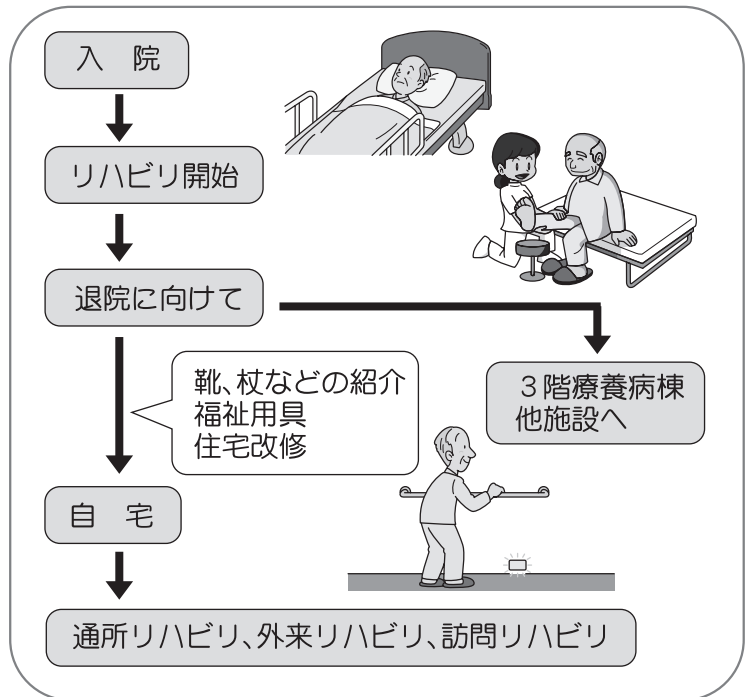 入　院
リハビリ開始
退院に向けて
靴、杖などの紹介
福祉用具
住宅改修
３階療養病棟
他施設へ
自　宅
通所リハビリ、外来リハビリ、訪問リハビリ